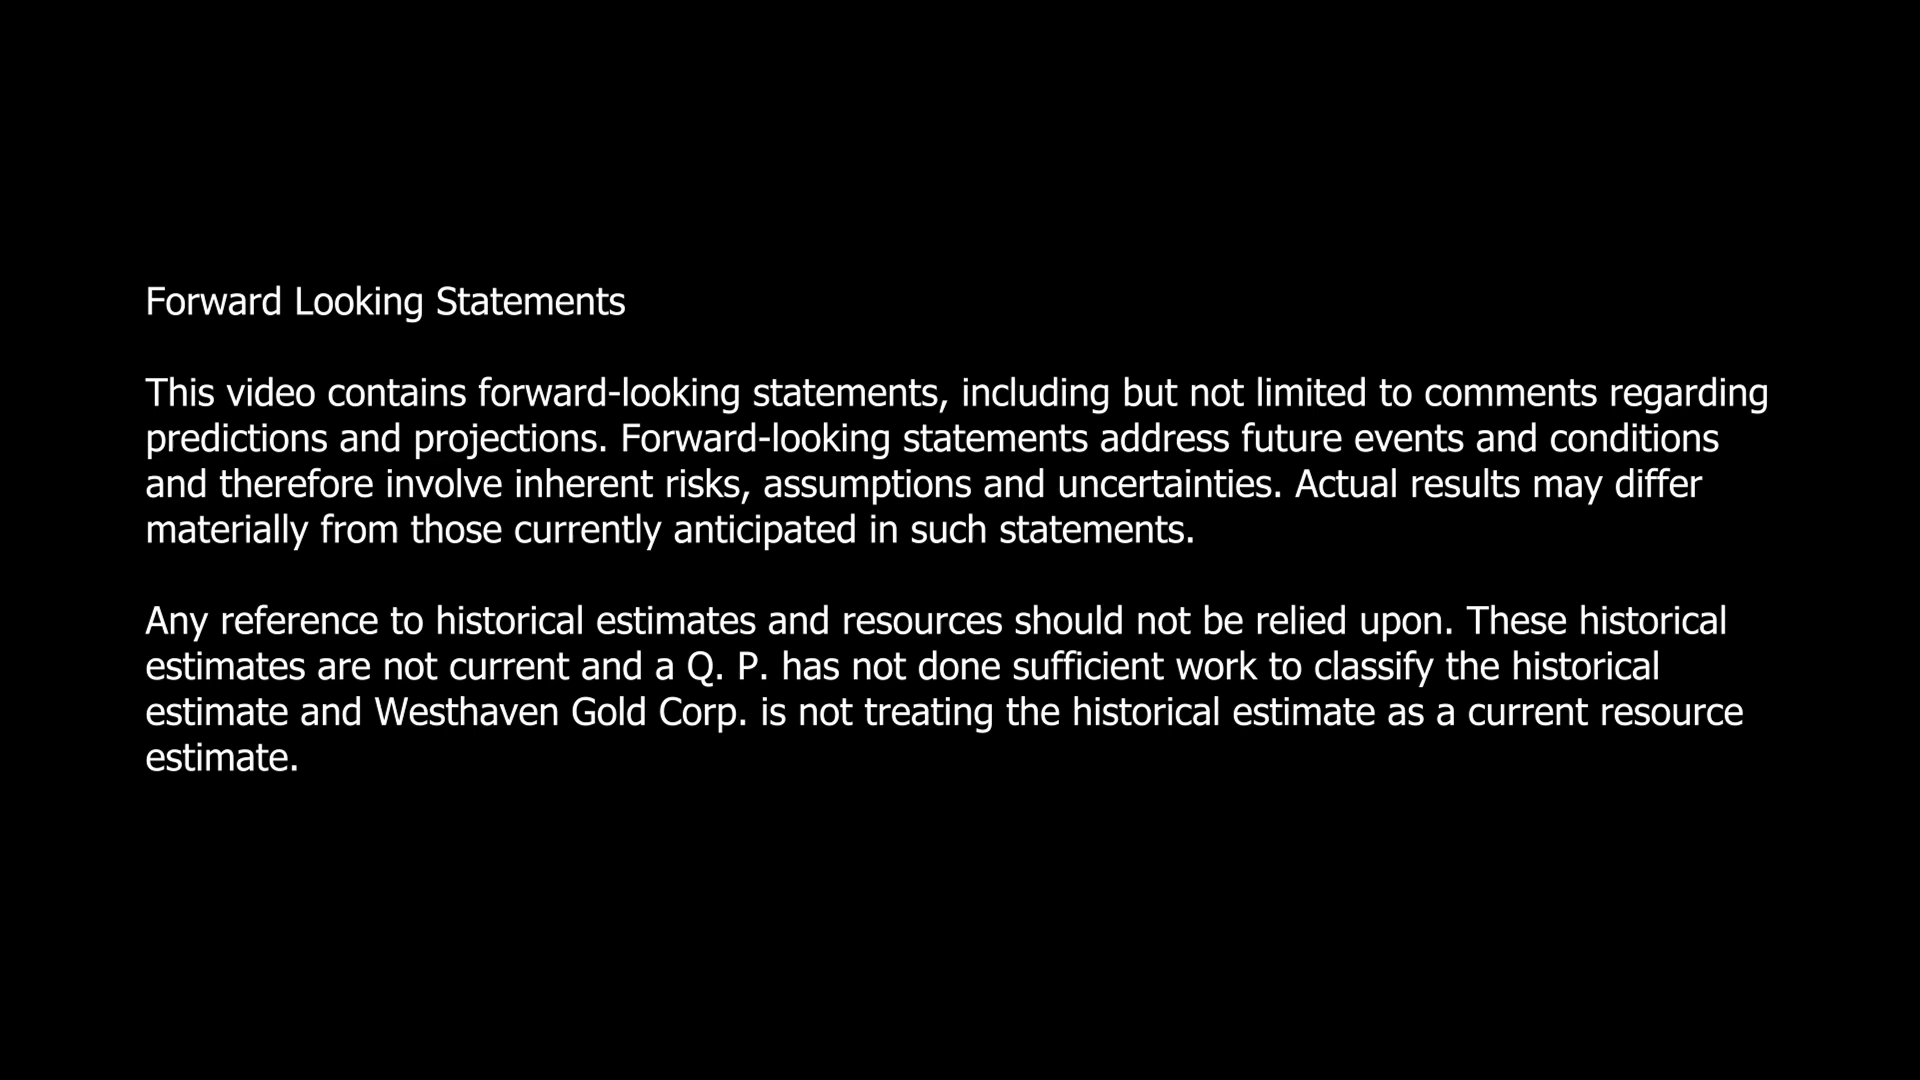 Forward Looking Statements
This video contains forward-looking statements, including but not limited to comments regarding
predictions and projections. Forward-looking statements address future events and conditions
and therefore involve inherent risks, assumptions and uncertainties. Actual results may differ
materially from those currently anticipated in such statements.
Any reference to historical estimates and resources should not be relied upon. These historical
estimates are not current and a Q. P. has not done sufficient work to classify the historical
estimate and Westhaven Gold Corp. is not treating the historical estimate as a current resource
estimate.